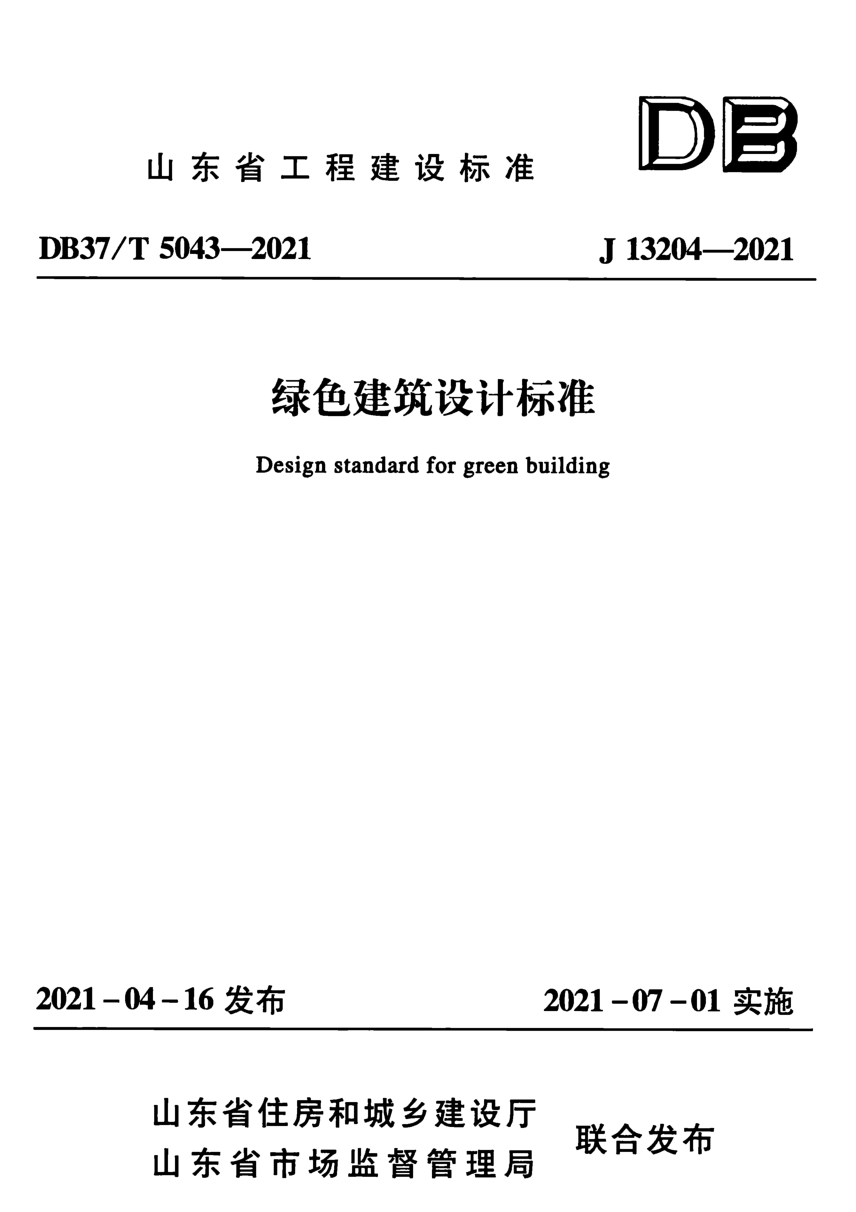 DB
山东省工程建设标准
DB37/T 5043—2021
J 13204—2021
绿色建筑设计标准
Design standard for green building
2021-04-16 发布
2021-07-01 实施
山东省住房和城乡建设厅
山东省市场监督管理局
联合发布